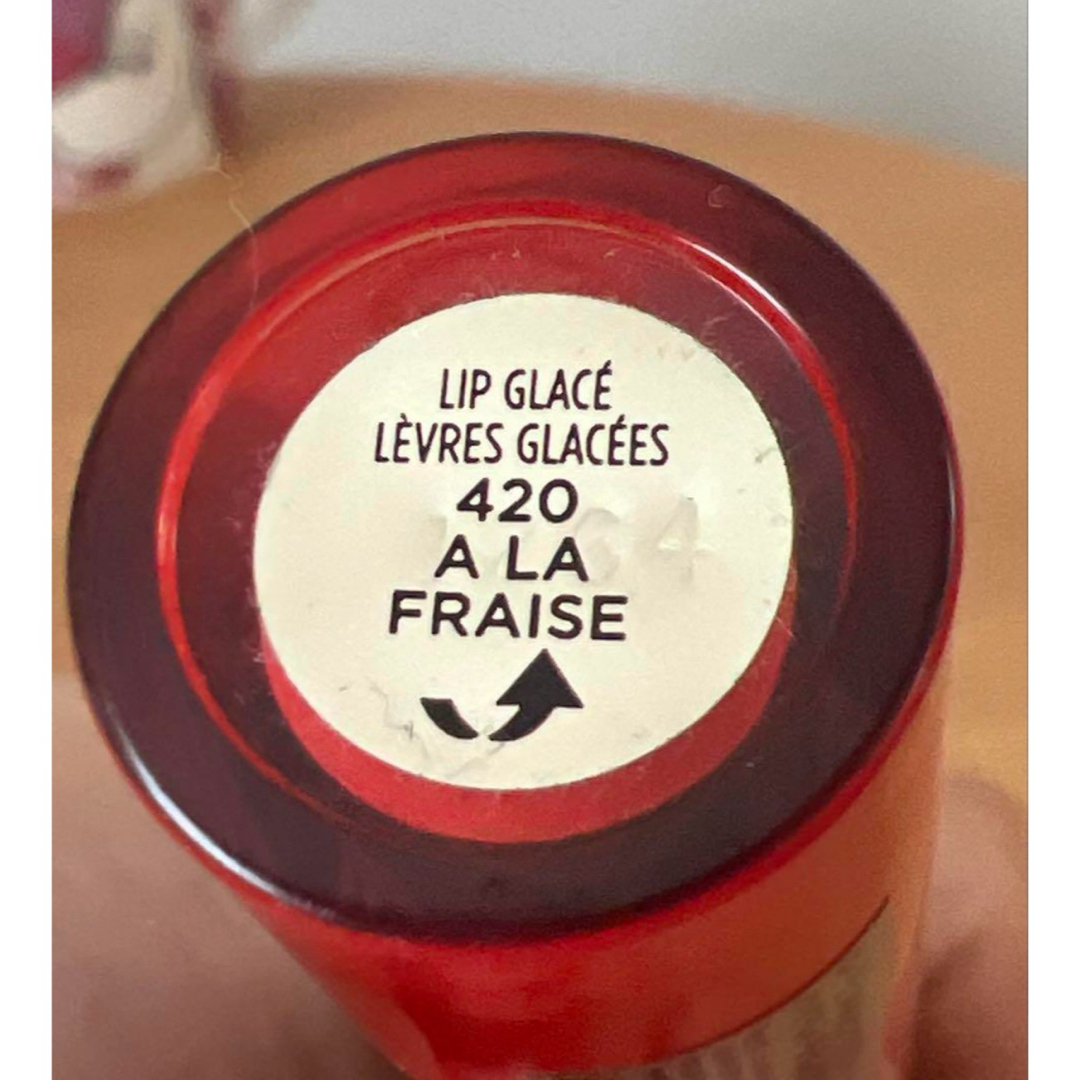 LIP GLACÉ
LÈVRES GLACÉES
420
A LA
FRAISE